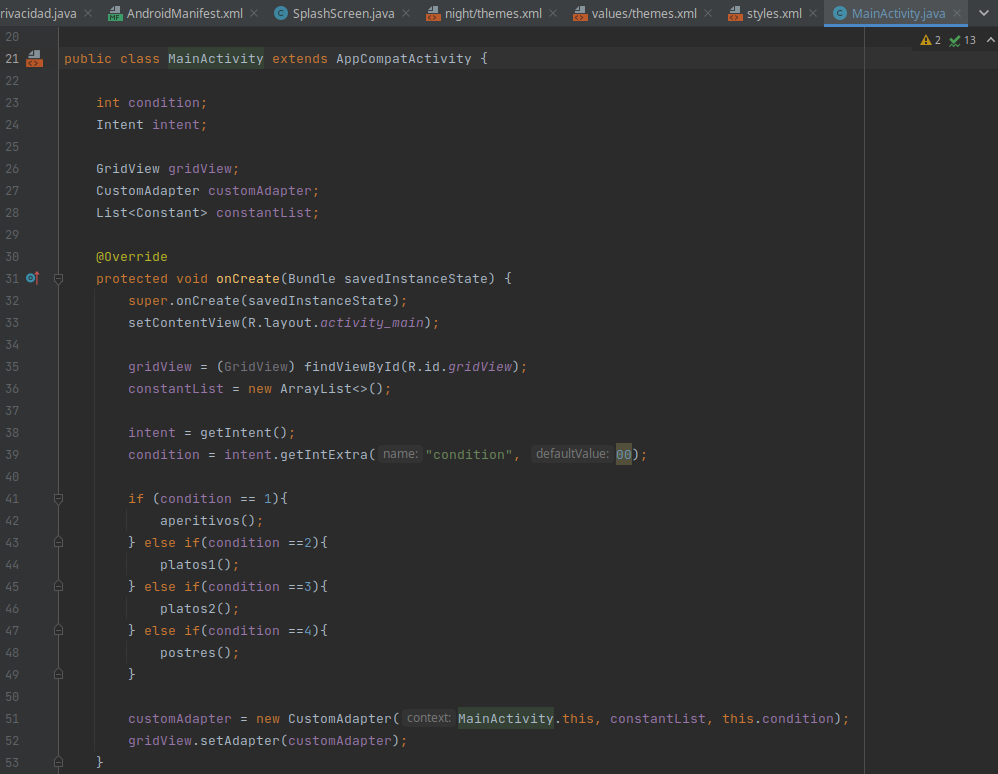 rivacidad.java AndroidManifest.xml SplashScreen.java night/themes.xml values/themes.xml styles.xml MainActivity.java
2 13
20
21 public class MainActivity extends AppCompatActivity {
22
23 int condition;
24 Intent intent;
25
26 GridView gridView;
27 CustomAdapter customAdapter;
28 List<Constant> constantList;
29
30 @Override
31 protected void onCreate(Bundle savedInstanceState) {
32 super.onCreate(savedInstanceState);
33 setContentView(R.layout.activity_main);
34
35 gridView = (GridView) findViewById(R.id.gridView);
36 constantList = new ArrayList<>();
37
38 intent = getIntent();
39 condition = intent.getIntExtra( name: "condition", defaultValue: 00);
40
41 if (condition == 1){
42 aperitivos();
43 } else if(condition ==2){
44 platos1();
45 } else if(condition ==3){
46 platos2();
47 } else if(condition ==4){
48 postres();
49 }
50
51 customAdapter = new CustomAdapter( context: MainActivity.this, constantList, this.condition);
52 gridView.setAdapter(customAdapter);
53 }